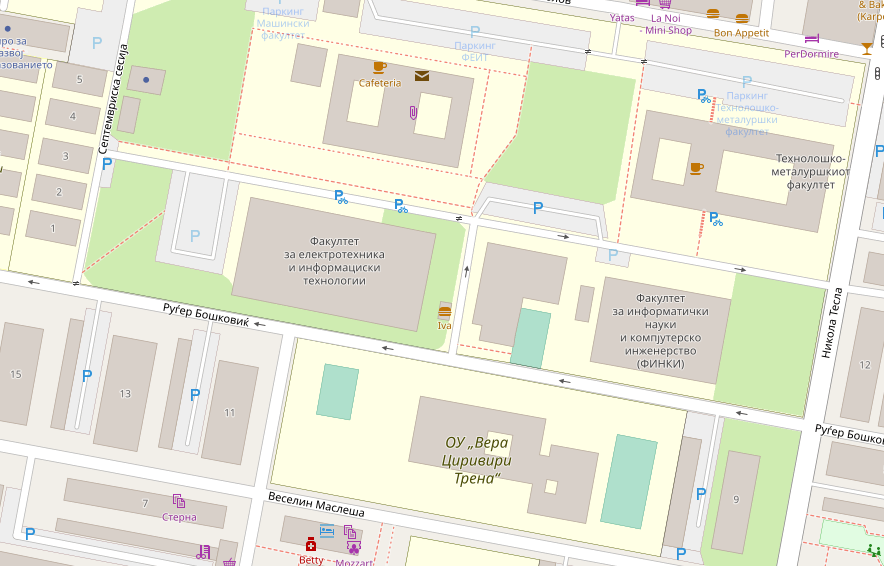 Паркинг
Машински
факултет
Yatas
La Noi
- Mini-Shop
Bon Appetit
PerDormire
Паркинг
ФЕИТ
Cafeteria
Септемвриска сесија
5
4
3
2
1
Паркинг
Технолошко-
металуршки
факултет
Технолошко-
металуршкиот
факултет
Факултет
за електротехника
и информациски
технологии
Iva
Факултет
за информатички
науки
и компјутерско
инженерство
(ФИНКИ)
Никола Тесла
Руѓер Бошковиќ
15
13
11
12
9
7
ОУ „Вера
Циривири
Трена“
Веселин Маслеша
Стерна
Betty
Mozzart